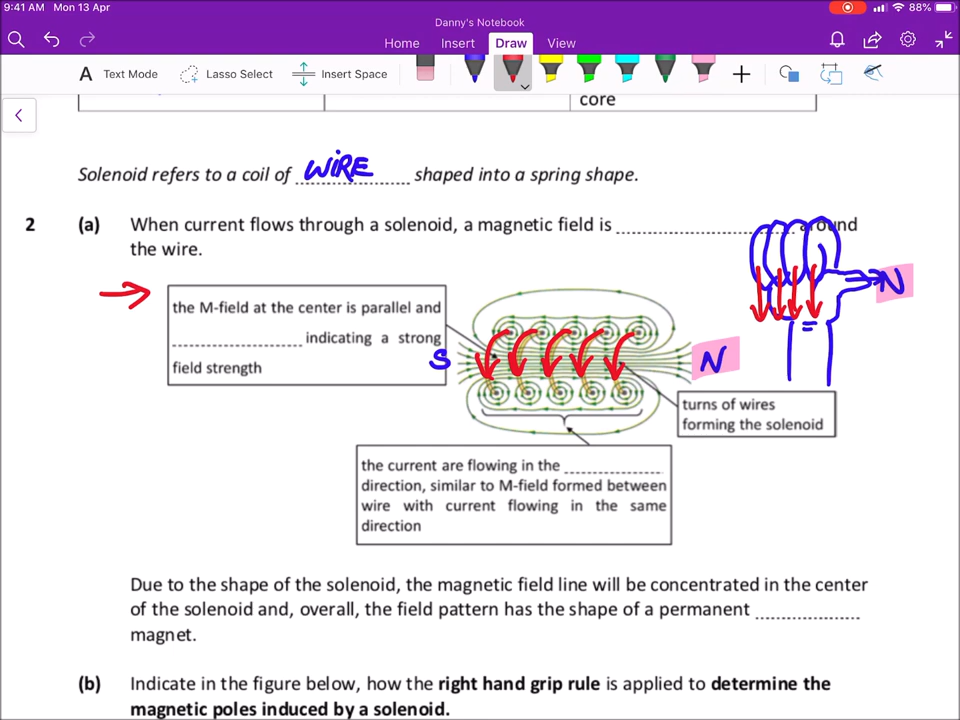 9:41 AM Mon 13 Apr 88%
Danny's Notebook
Home Insert Draw View
A Text Mode Lasso Select Insert Space
core
Solenoid refers to a coil of WIRE shaped into a spring shape.
2 (a) When current flows through a solenoid, a magnetic field is ........................... around
the wire.
the M-field at the center is parallel and
........................... indicating a strong
field strength
S
N
N
turns of wires
forming the solenoid
the current are flowing in the ...................
direction, similar to M-field formed between
wire with current flowing in the same
direction
Due to the shape of the solenoid, the magnetic field line will be concentrated in the center
of the solenoid and, overall, the field pattern has the shape of a permanent ...................
magnet.
(b) Indicate in the figure below, how the right hand grip rule is applied to determine the
magnetic poles induced by a solenoid.